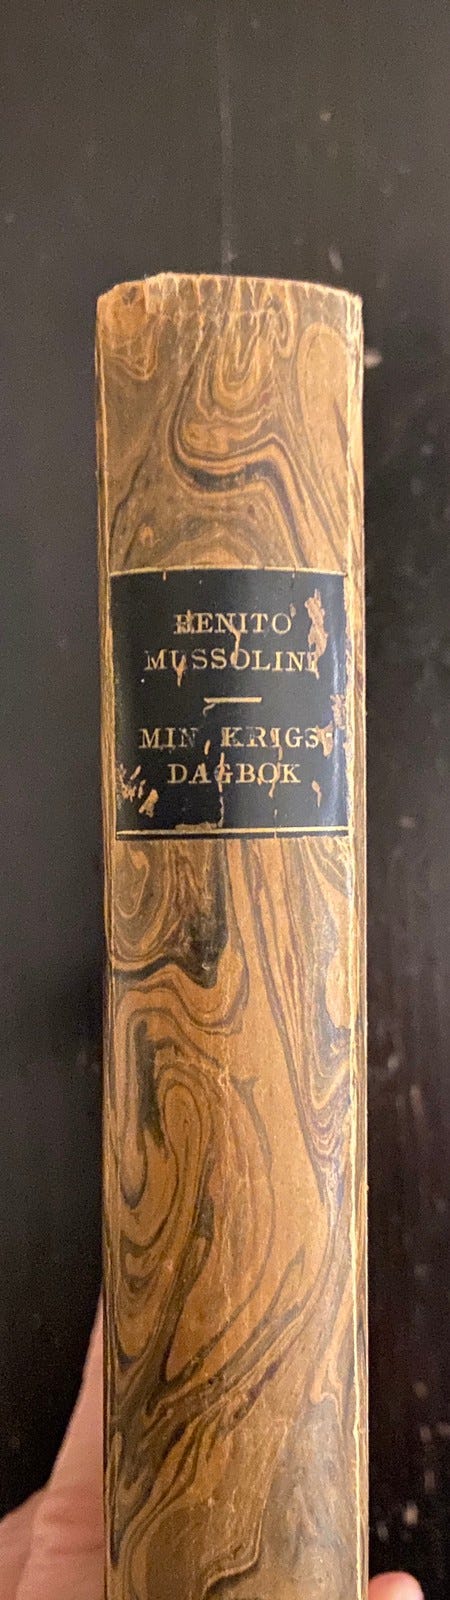 BENITO
MUSSOLINI
MIN KRIGS-
DAGBOK